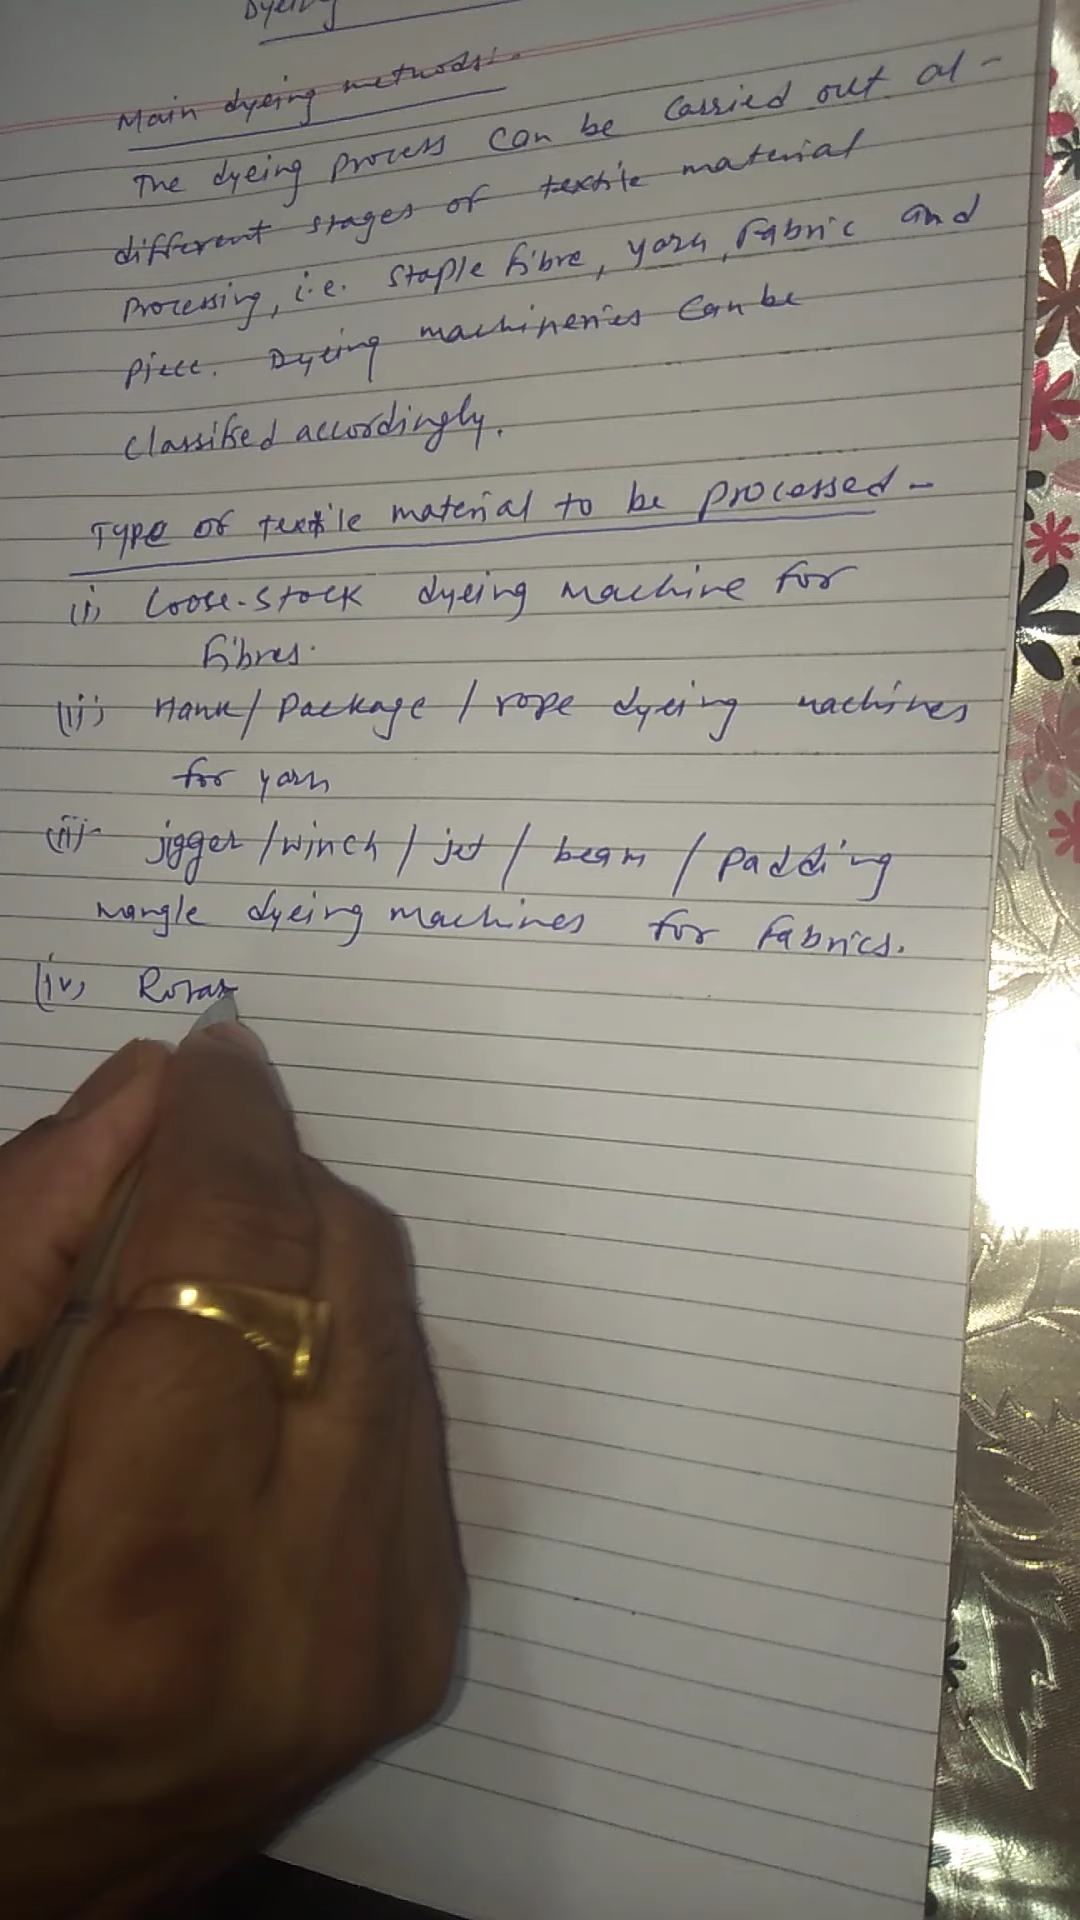 Dyeing
Main dyeing methods:-
The dyeing process can be carried out at -
different stages of textile material
Processing, i.e. staple fibre, yarn, Fabric and
piece. Dyeing machineries can be
classified accordingly.
Type of textile material to be processed -
(i) Loose-stock dyeing machine for
fibres.
(ii) Hank / Package / rope dyeing machines
for yarn
(iii) jigger / winch / jet / beam / Padding
mangle dyeing machines for fabrics.
(iv)